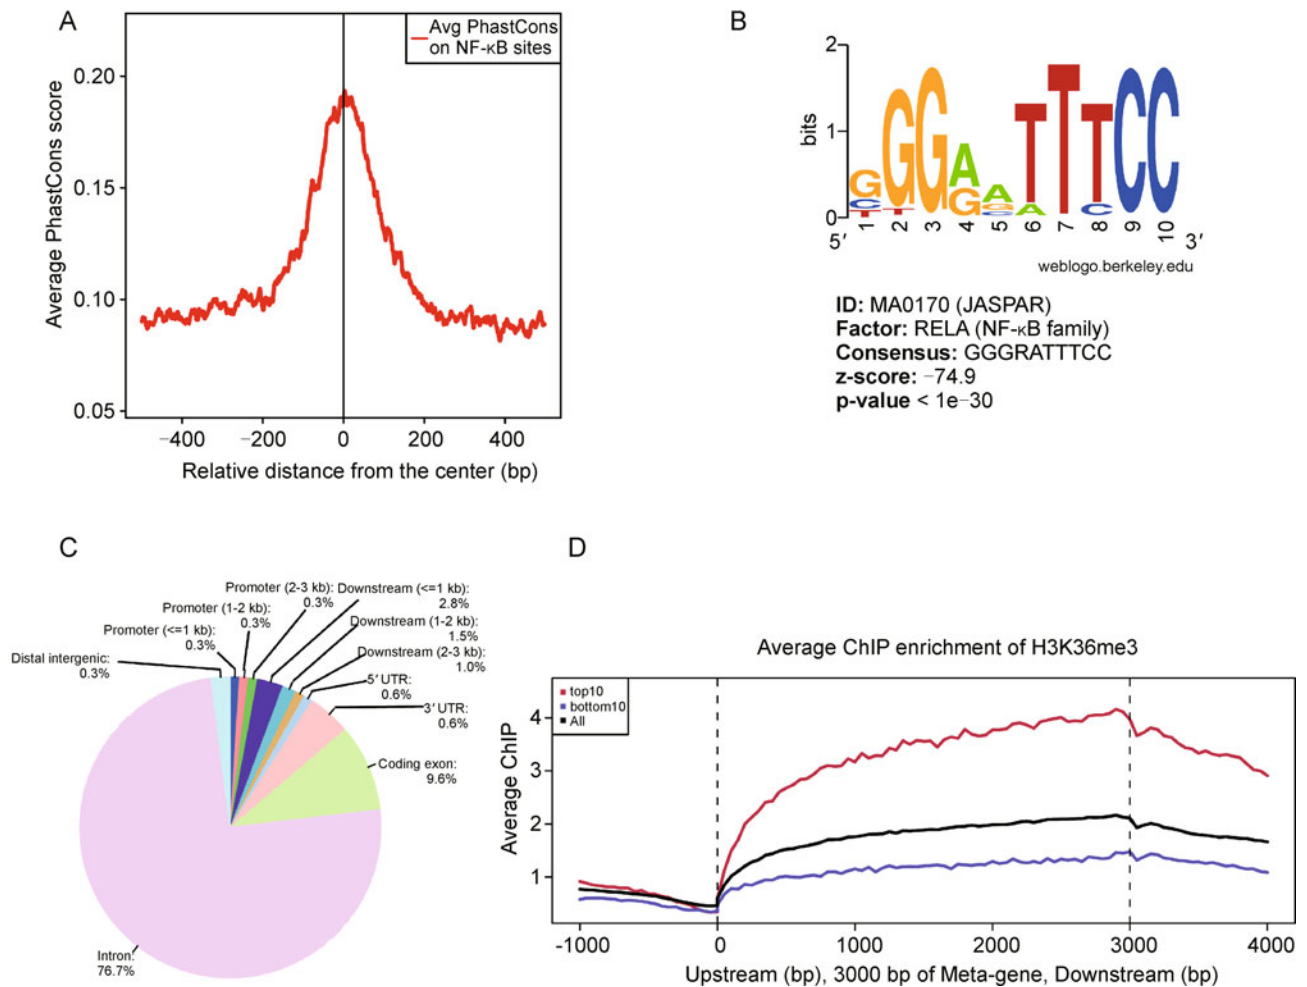 A
Avg PhastCons
on NF-κB sites
Average PhastCons score
0.20
0.15
0.10
0.05
−400
−200
0
200
400
Relative distance from the center (bp)
B
bits
2
1
0
G
C
T
G
T
G
A
G
A
G
C
T
A
T
T
C
C
C
5′
1
2
3
4
5
6
7
8
9
10
3′
weblogo.berkeley.edu
ID: MA0170 (JASPAR)
Factor: RELA (NF-κB family)
Consensus: GGGRATTTCC
z-score: −74.9
p-value < 1e−30
C
Promoter (2-3 kb):
0.3%
Downstream (<=1 kb):
2.8%
Promoter (1-2 kb):
0.3%
Downstream (1-2 kb):
1.5%
Promoter (<=1 kb):
0.3%
Downstream (2-3 kb):
1.0%
Distal intergenic:
0.3%
5′ UTR:
0.6%
3′ UTR:
0.6%
Coding exon:
9.6%
Intron:
76.7%
D
Average ChIP enrichment of H3K36me3
top10
bottom10
All
Average ChIP
4
3
2
1
-1000
0
1000
2000
3000
4000
Upstream (bp), 3000 bp of Meta-gene, Downstream (bp)